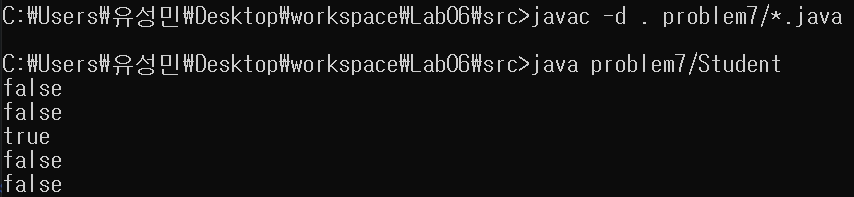 C:₩Users₩유성민₩Desktop₩workspace₩Lab06₩src>javac -d . problem7/*.java
C:₩Users₩유성민₩Desktop₩workspace₩Lab06₩src>java problem7/Student
false
false
true
false
false